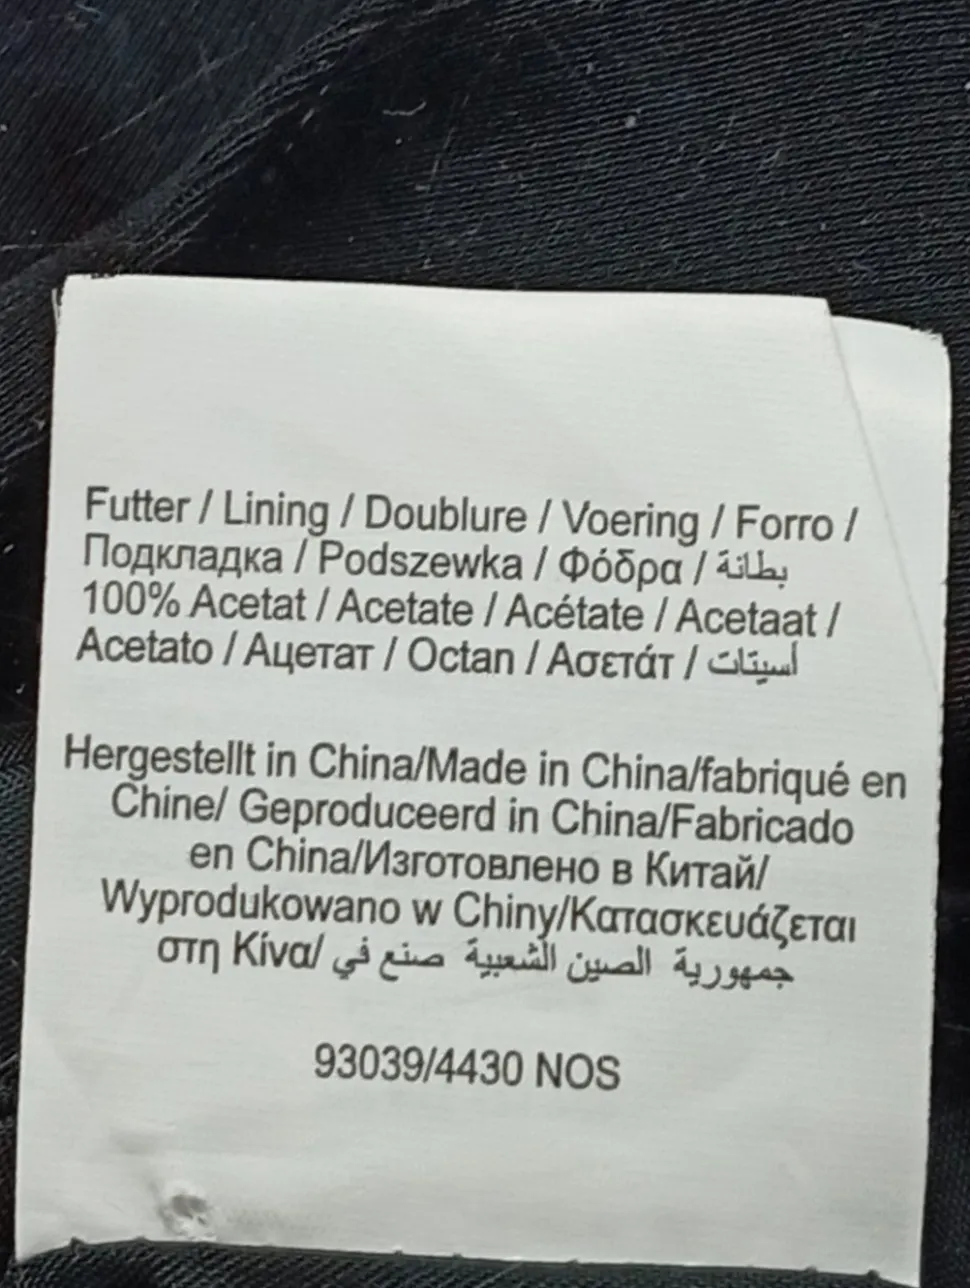 Futter / Lining / Doublure / Voering / Forro /
Подкладка / Podszewka / Φόδρα / بطانة
100% Acetat / Acetate / Acétate / Acetaat /
Acetato / Ацетат / Octan / Ασετάτ / أسيتات
Hergestellt in China/Made in China/fabriqué en
Chine/ Geproduceerd in China/Fabricado
en China/Изготовлено в Китай/
Wyprodukowano w Chiny/Κατασκευάζεται
στη Κίνα/ جمهورية الصين الشعبية صنع في
93039/4430 NOS